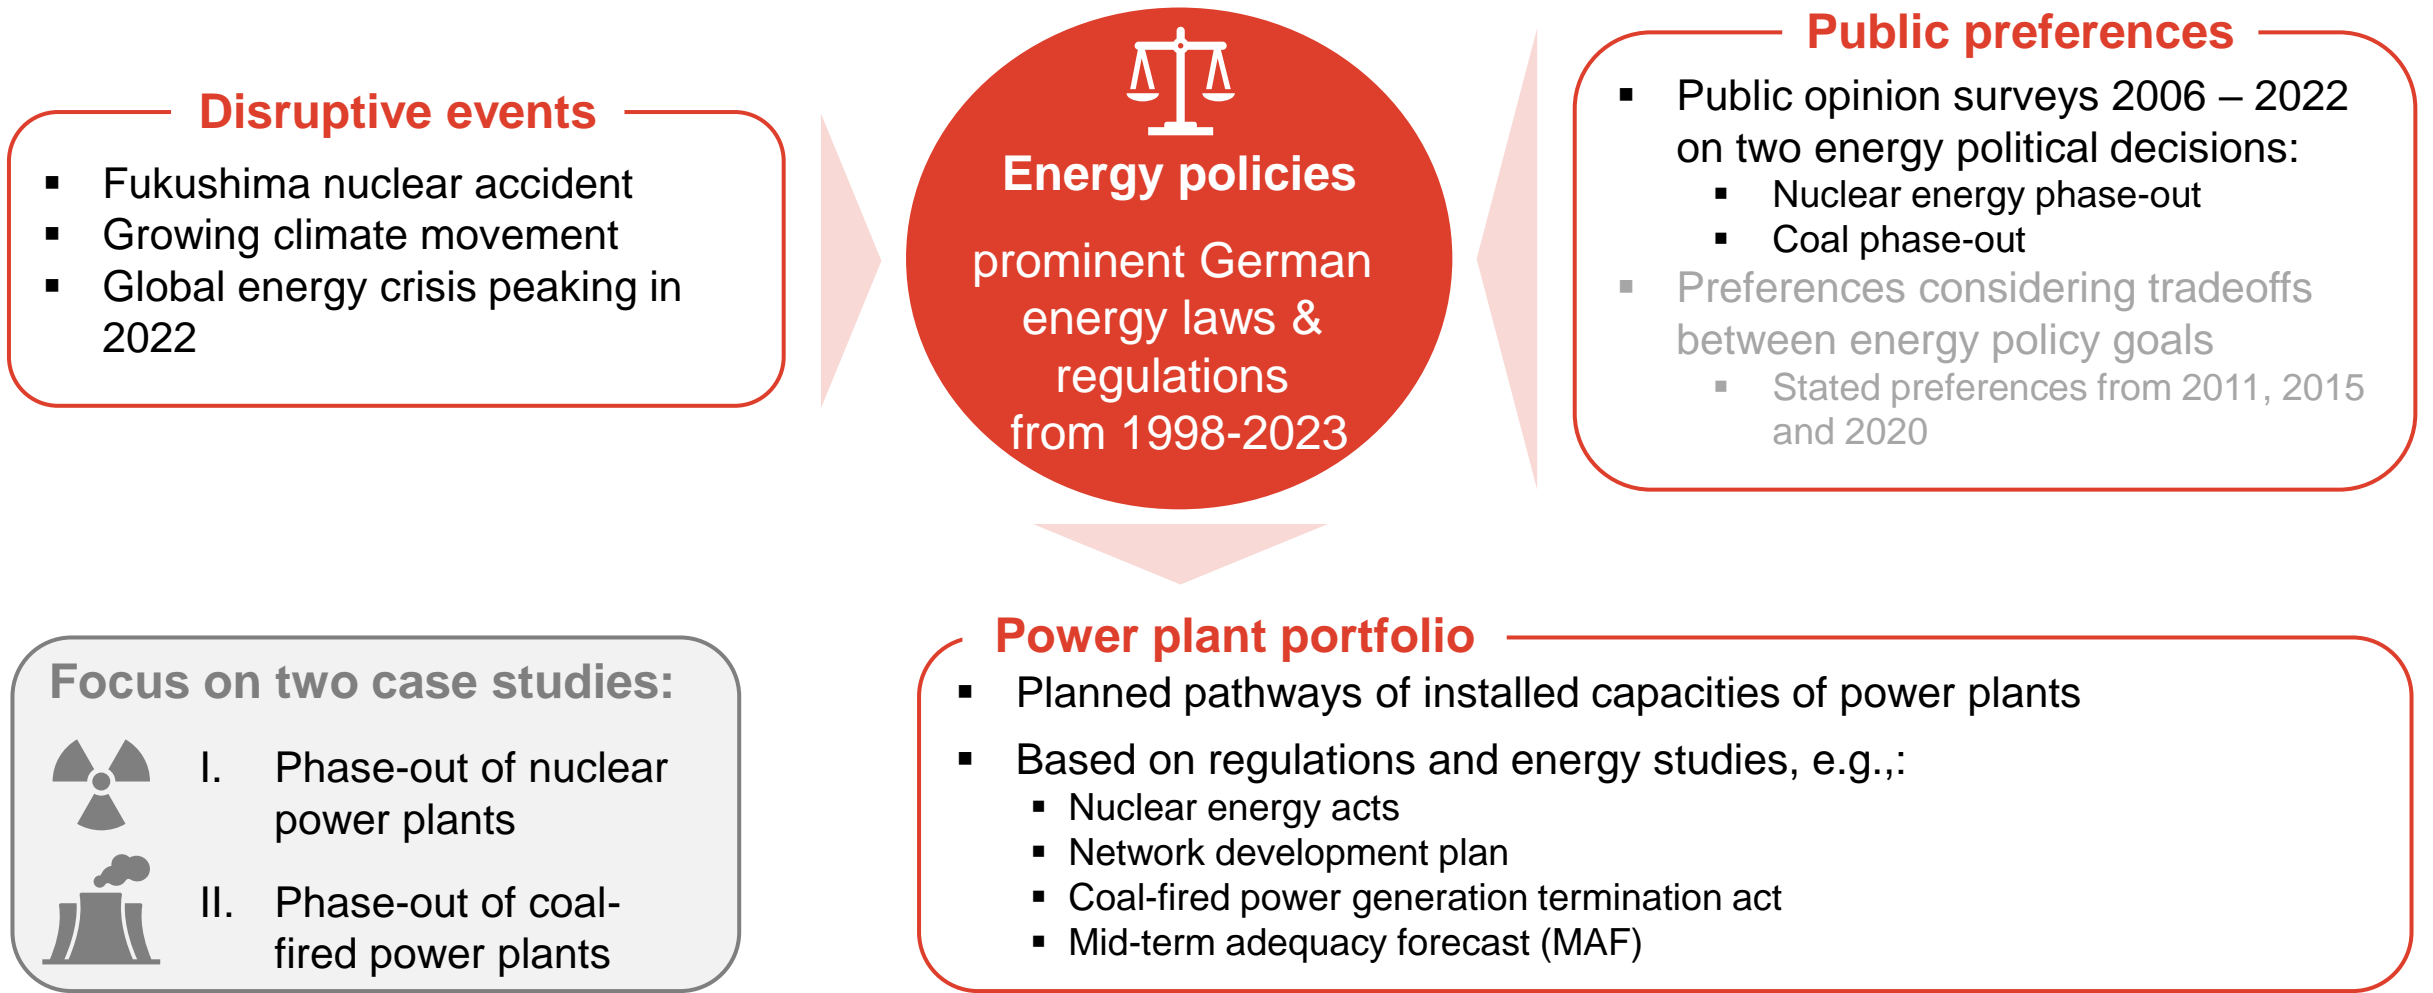 Disruptive events
▪ Fukushima nuclear accident
▪ Growing climate movement
▪ Global energy crisis peaking in
2022
Energy policies
prominent German
energy laws &
regulations
from 1998-2023
Public preferences
▪ Public opinion surveys 2006 – 2022
on two energy political decisions:
▪ Nuclear energy phase-out
▪ Coal phase-out
▪ Preferences considering tradeoffs
between energy policy goals
▪ Stated preferences from 2011, 2015
and 2020
Focus on two case studies:
I. Phase-out of nuclear
power plants
II. Phase-out of coal-
fired power plants
Power plant portfolio
▪ Planned pathways of installed capacities of power plants
▪ Based on regulations and energy studies, e.g.,:
▪ Nuclear energy acts
▪ Network development plan
▪ Coal-fired power generation termination act
▪ Mid-term adequacy forecast (MAF)